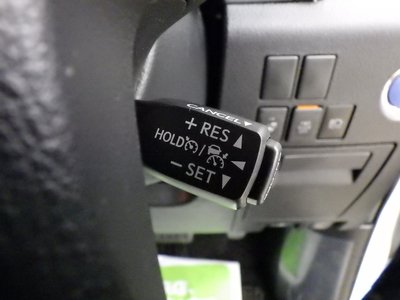 CANCEL
+ RES
HOLD /
- SET